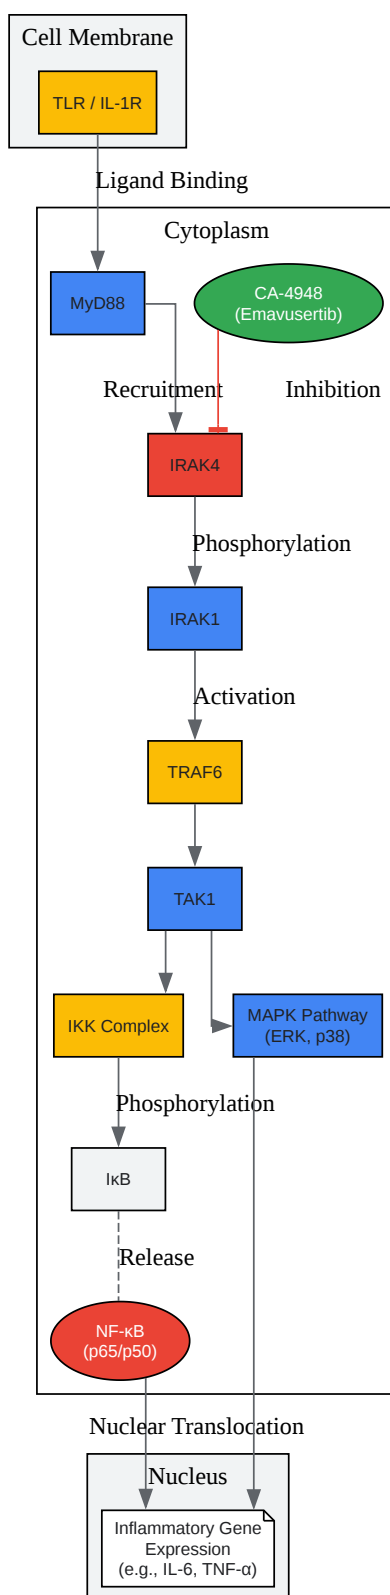 Cell Membrane
TLR / IL-1R
Ligand Binding
Cytoplasm
MyD88
CA-4948
(Emavusertib)
Recruitment
Inhibition
IRAK4
Phosphorylation
IRAK1
Activation
TRAF6
TAK1
IKK Complex
MAPK Pathway
(ERK, p38)
Phosphorylation
IκB
Release
NF-κB
(p65/p50)
Nuclear Translocation
Nucleus
Inflammatory Gene
Expression
(e.g., IL-6, TNF-α)